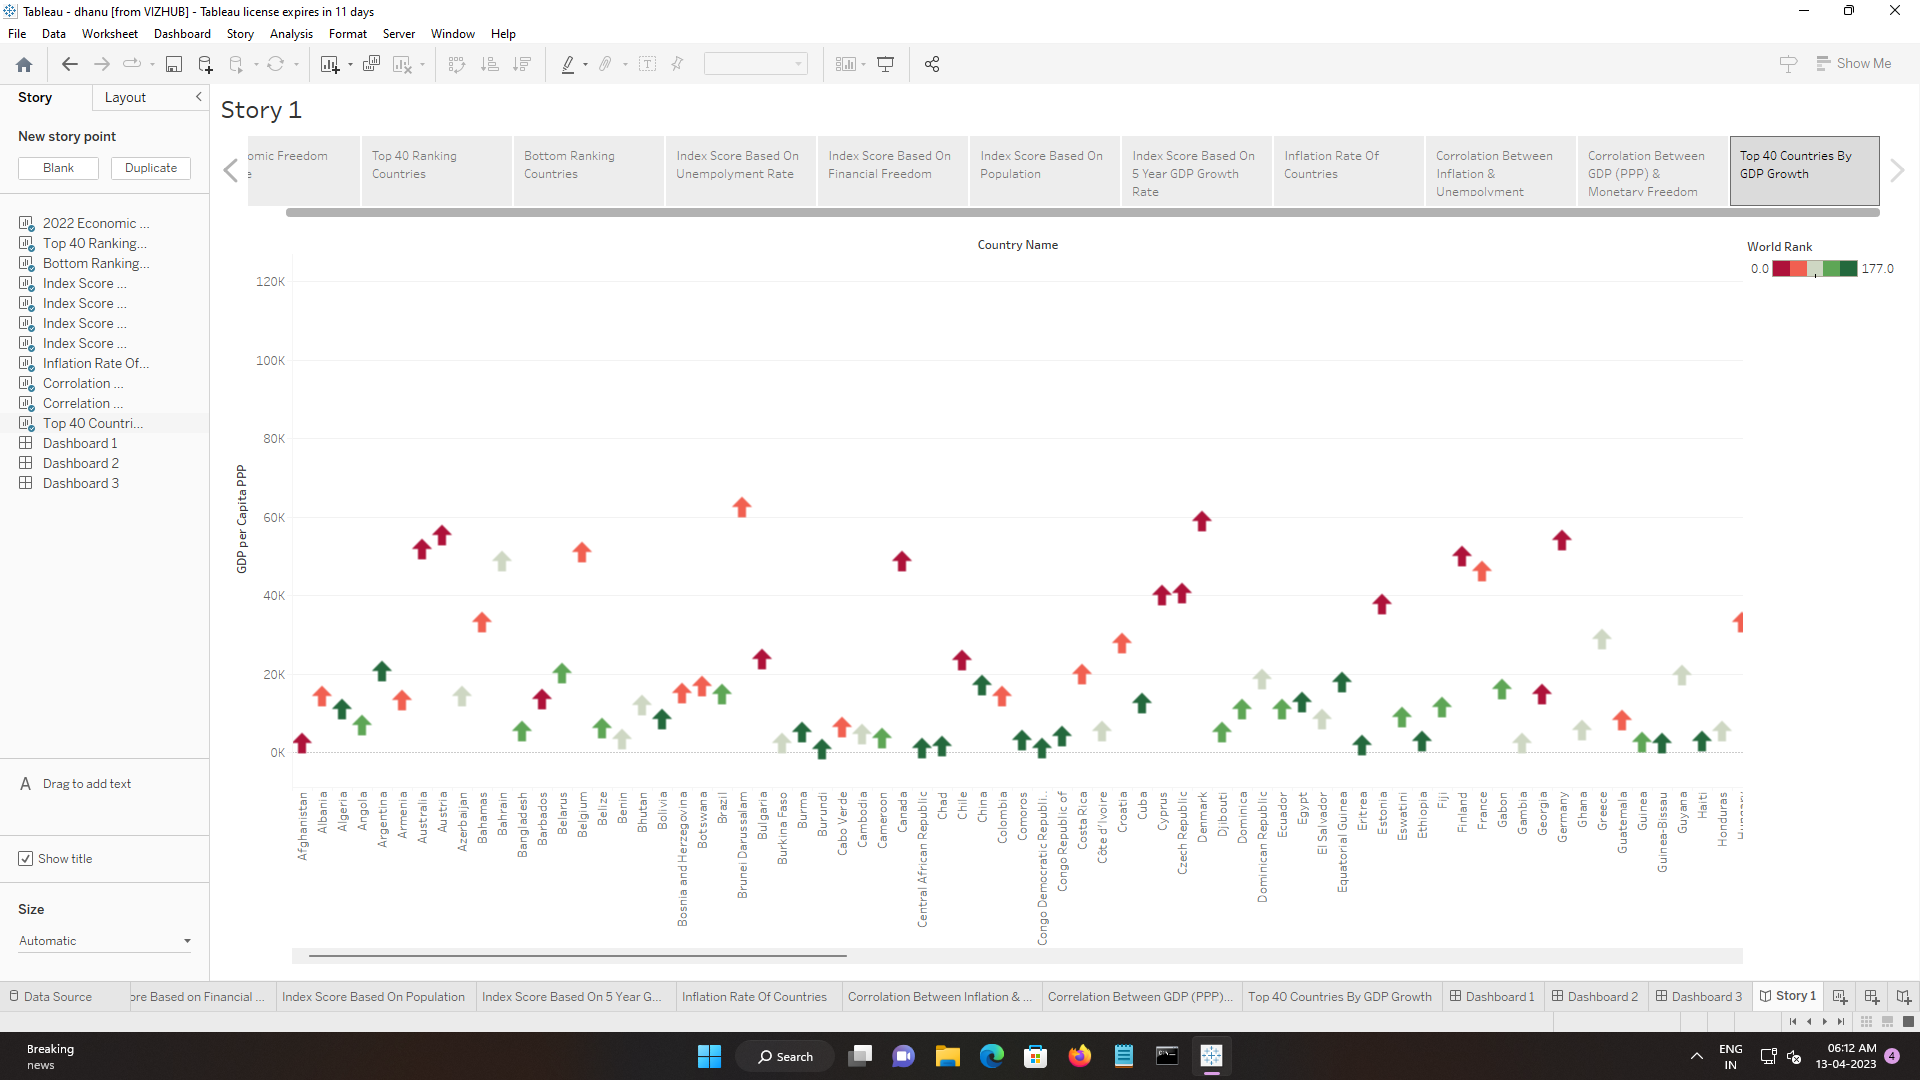 Tableau - dhanu [from VIZHUB] - Tableau license expires in 11 days
File Data Worksheet Dashboard Story Analysis Format Server Window Help
Show Me
Story Layout
New story point
Blank Duplicate
2022 Economic ...
Top 40 Ranking...
Bottom Ranking...
Index Score ...
Index Score ...
Index Score ...
Index Score ...
Inflation Rate Of...
Corrolation ...
Correlation ...
Top 40 Countri...
Dashboard 1
Dashboard 2
Dashboard 3
A Drag to add text
Show title
Size
Automatic
Story 1
omic Freedom
e
Top 40 Ranking
Countries
Bottom Ranking
Countries
Index Score Based On
Unempolyment Rate
Index Score Based On
Financial Freedom
Index Score Based On
Population
Index Score Based On
5 Year GDP Growth
Rate
Inflation Rate Of
Countries
Corrolation Between
Inflation &
Unempolvment
Corrolation Between
GDP (PPP) &
Monetary Freedom
Top 40 Countries By
GDP Growth
Country Name
World Rank
0.0 177.0
GDP per Capita PPP
120K
100K
80K
60K
40K
20K
0K
Afghanistan
Albania
Algeria
Angola
Argentina
Armenia
Australia
Austria
Azerbaijan
Bahamas
Bahrain
Bangladesh
Barbados
Belarus
Belgium
Belize
Benin
Bhutan
Bolivia
Bosnia and Herzegovina
Botswana
Brazil
Brunei Darussalam
Bulgaria
Burkina Faso
Burma
Burundi
Cabo Verde
Cambodia
Cameroon
Canada
Central African Republic
Chad
Chile
China
Colombia
Comoros
Congo Democratic Republi..
Congo Republic of
Costa Rica
Côte d'Ivoire
Croatia
Cuba
Cyprus
Czech Republic
Denmark
Djibouti
Dominica
Dominican Republic
Ecuador
Egypt
El Salvador
Equatorial Guinea
Eritrea
Estonia
Eswatini
Ethiopia
Fiji
Finland
France
Gabon
Gambia
Georgia
Germany
Ghana
Greece
Guatemala
Guinea
Guinea-Bissau
Guyana
Haiti
Honduras
Data Source ore Based on Financial ... Index Score Based On Population Index Score Based On 5 Year G... Inflation Rate Of Countries Corrolation Between Inflation & ... Correlation Between GDP (PPP)... Top 40 Countries By GDP Growth Dashboard 1 Dashboard 2 Dashboard 3 Story 1
Breaking
news
Search
ENG
IN
06:12 AM
13-04-2023
4